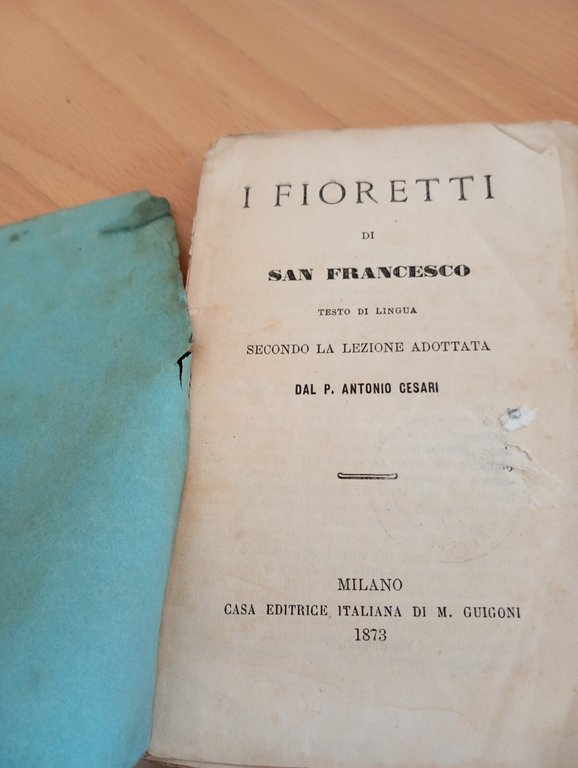 I FIORETTI
DI
SAN FRANCESCO
TESTO DI LINGUA
SECONDO LA LEZIONE ADOTTATA
DAL P. ANTONIO CESARI
MILANO
CASA EDITRICE ITALIANA DI M. GUIGONI
1873